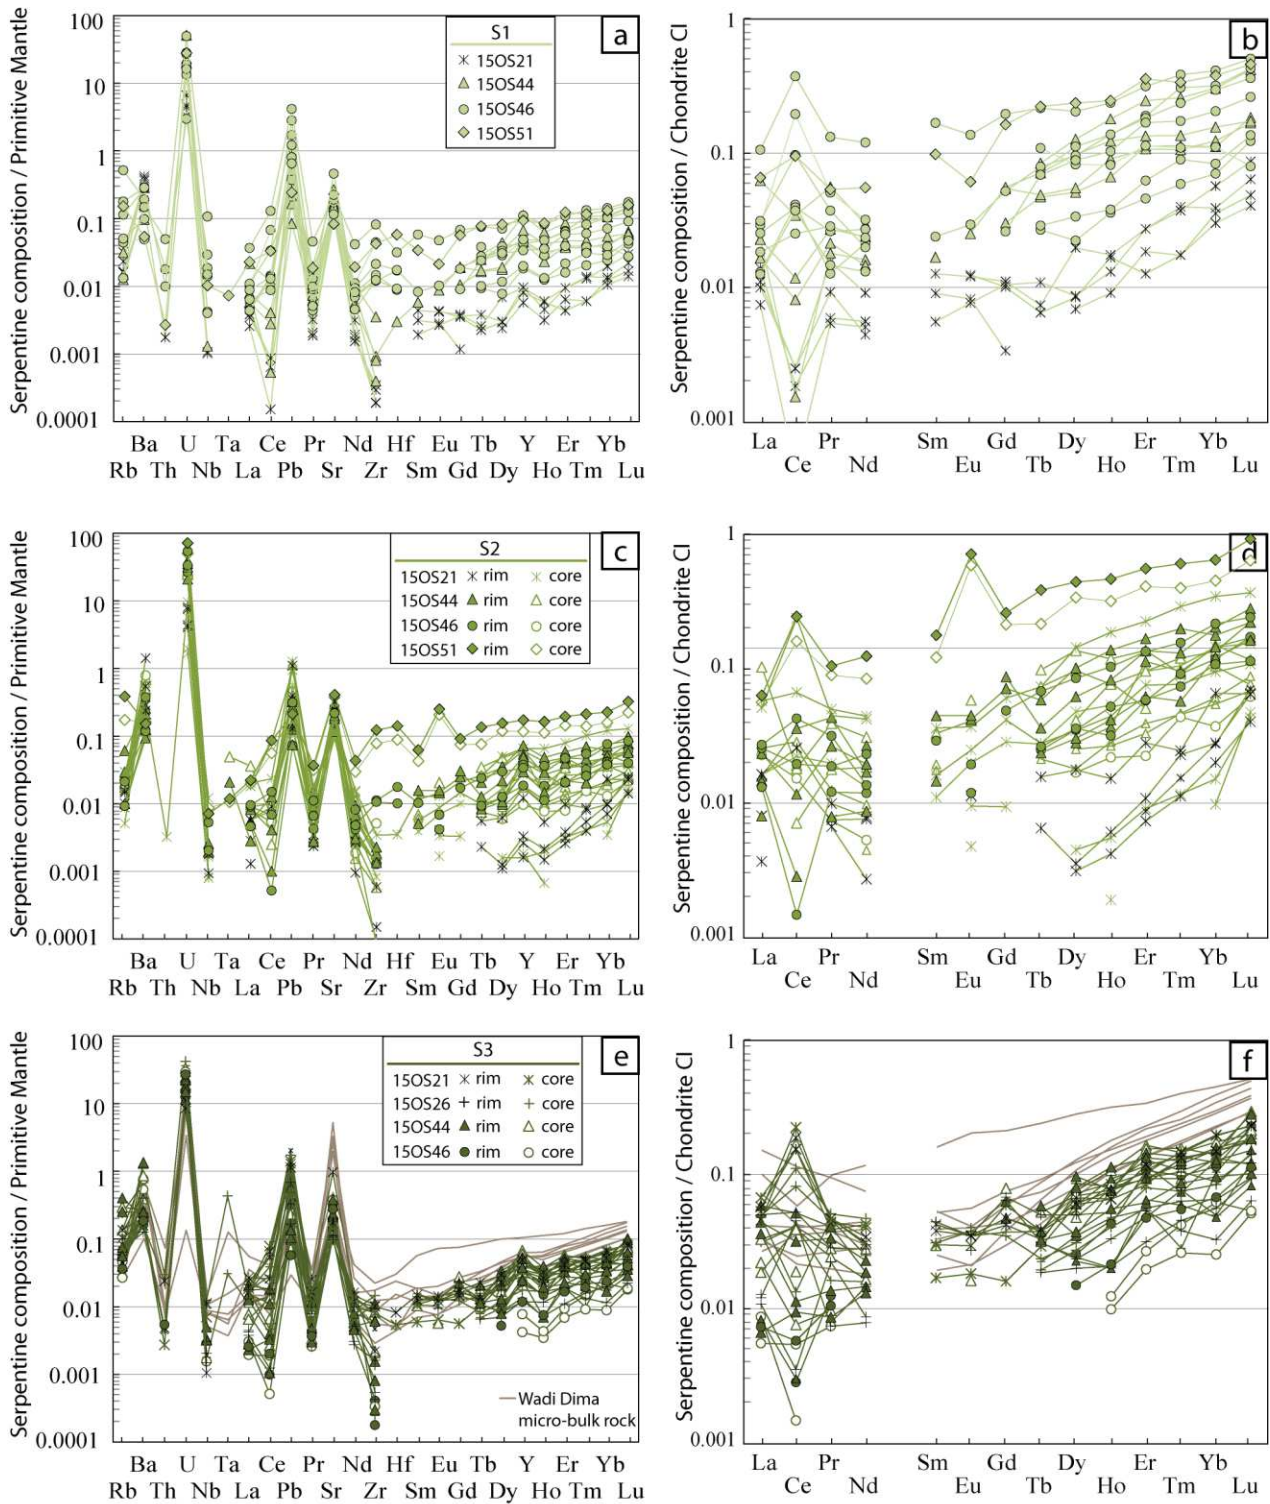 Serpentine composition / Primitive Mantle
100
10
1
0.1
0.01
0.001
0.0001
a
S1
15OS21
15OS44
15OS46
15OS51
Ba U Ta Ce Pr Nd Hf Eu Tb Y Er Yb
Rb Th Nb La Pb Sr Zr Sm Gd Dy Ho Tm Lu
Serpentine composition / Chondrite CI
1
0.1
0.01
0.001
b
La Pr Sm Gd Dy Er Yb
Ce Nd Eu Tb Ho Tm Lu
Serpentine composition / Primitive Mantle
100
10
1
0.1
0.01
0.001
0.0001
c
S2
15OS21 rim core
15OS44 rim core
15OS46 rim core
15OS51 rim core
Ba U Ta Ce Pr Nd Hf Eu Tb Y Er Yb
Rb Th Nb La Pb Sr Zr Sm Gd Dy Ho Tm Lu
Serpentine composition / Chondrite CI
1
0.1
0.01
0.001
d
La Pr Sm Gd Dy Er Yb
Ce Nd Eu Tb Ho Tm Lu
Serpentine composition / Primitive Mantle
100
10
1
0.1
0.01
0.001
0.0001
e
S3
15OS21 rim core
15OS26 rim core
15OS44 rim core
15OS46 rim core
Wadi Dima
micro-bulk rock
Ba U Ta Ce Pr Nd Hf Eu Tb Y Er Yb
Rb Th Nb La Pb Sr Zr Sm Gd Dy Ho Tm Lu
Serpentine composition / Chondrite CI
1
0.1
0.01
0.001
f
La Pr Sm Gd Dy Er Yb
Ce Nd Eu Tb Ho Tm Lu